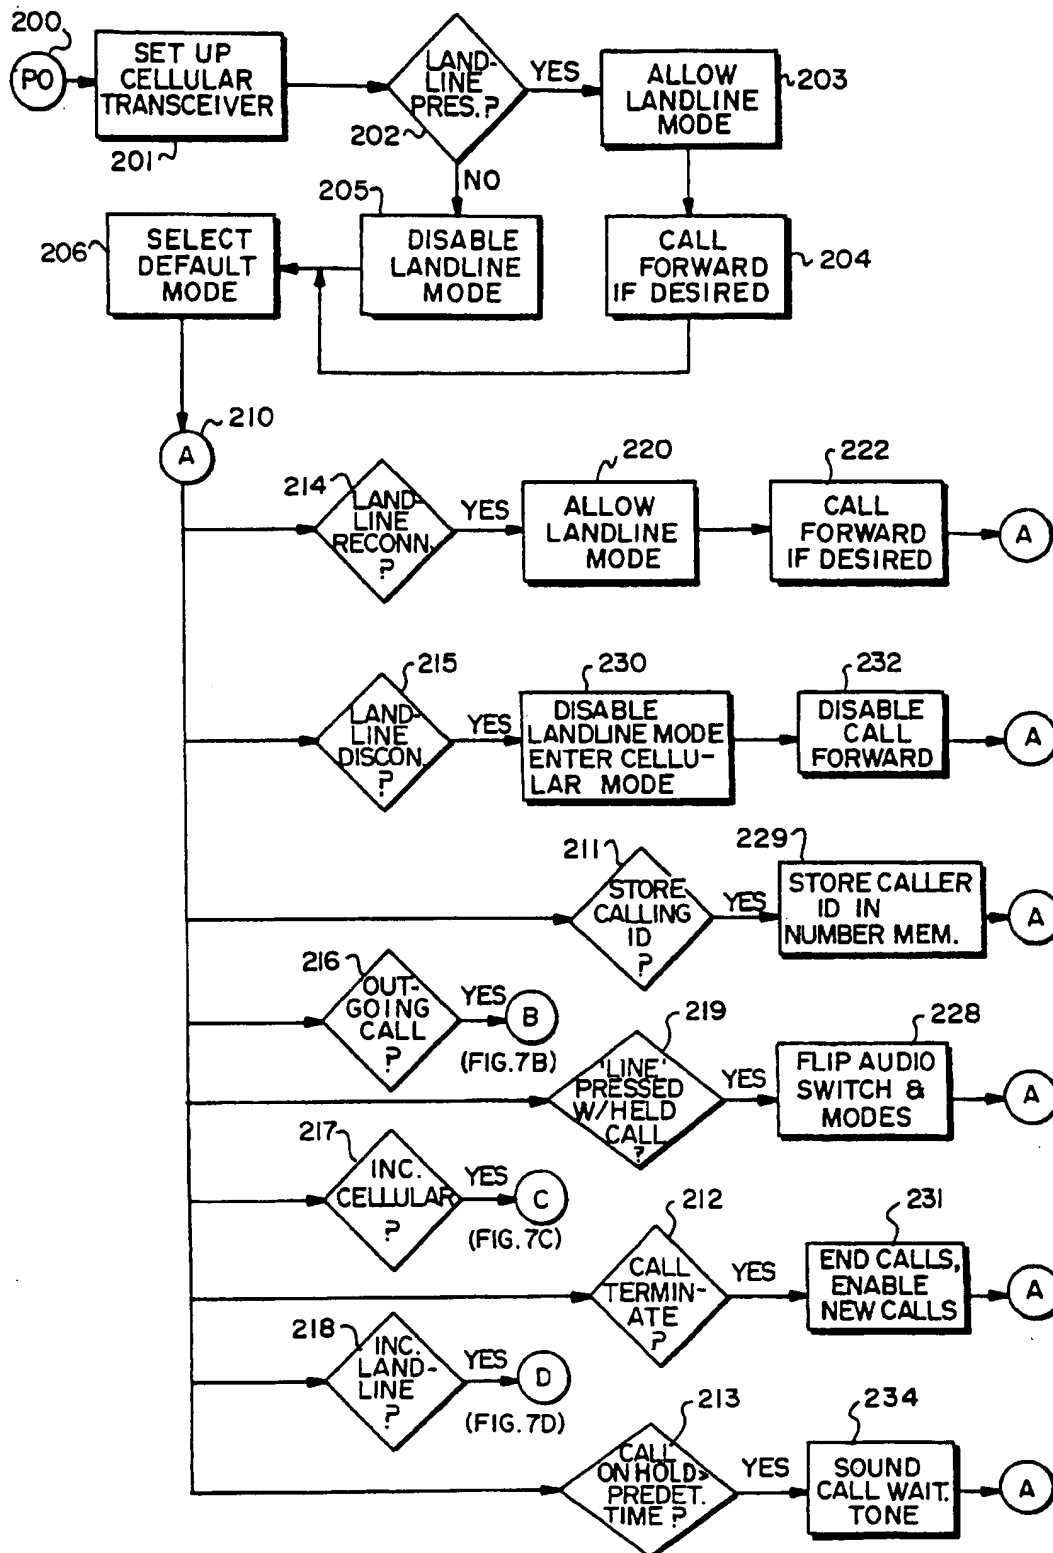 200
PO
SET UP
CELLULAR
TRANSCEIVER
201
LAND-
LINE
PRES.?
202
YES
NO
ALLOW
LANDLINE
MODE
203
CALL
FORWARD
IF DESIRED
204
205
DISABLE
LANDLINE
MODE
206
SELECT
DEFAULT
MODE
A
210
214
LAND-
LINE
RECONN.
?
YES
220
ALLOW
LANDLINE
MODE
222
CALL
FORWARD
IF DESIRED
A
215
LAND-
LINE
DISCON.
?
YES
230
DISABLE
LANDLINE MODE
ENTER CELLU-
LAR MODE
232
DISABLE
CALL
FORWARD
A
211
STORE
CALLING
ID
?
YES
229
STORE CALLER
ID IN
NUMBER MEM.
A
216
OUT-
GOING
CALL
?
YES
B
(FIG.7B)
219
'LINE'
PRESSED
W/HELD
CALL
?
YES
228
FLIP AUDIO
SWITCH &
MODES
A
217
INC.
CELLULAR
?
YES
C
(FIG.7C)
212
CALL
TERMIN-
ATE
?
YES
231
END CALLS,
ENABLE
NEW CALLS
A
218
INC.
LAND-
LINE
?
YES
D
(FIG.7D)
213
CALL
ON HOLD>
PREDET.
TIME ?
YES
234
SOUND
CALL WAIT.
TONE
A